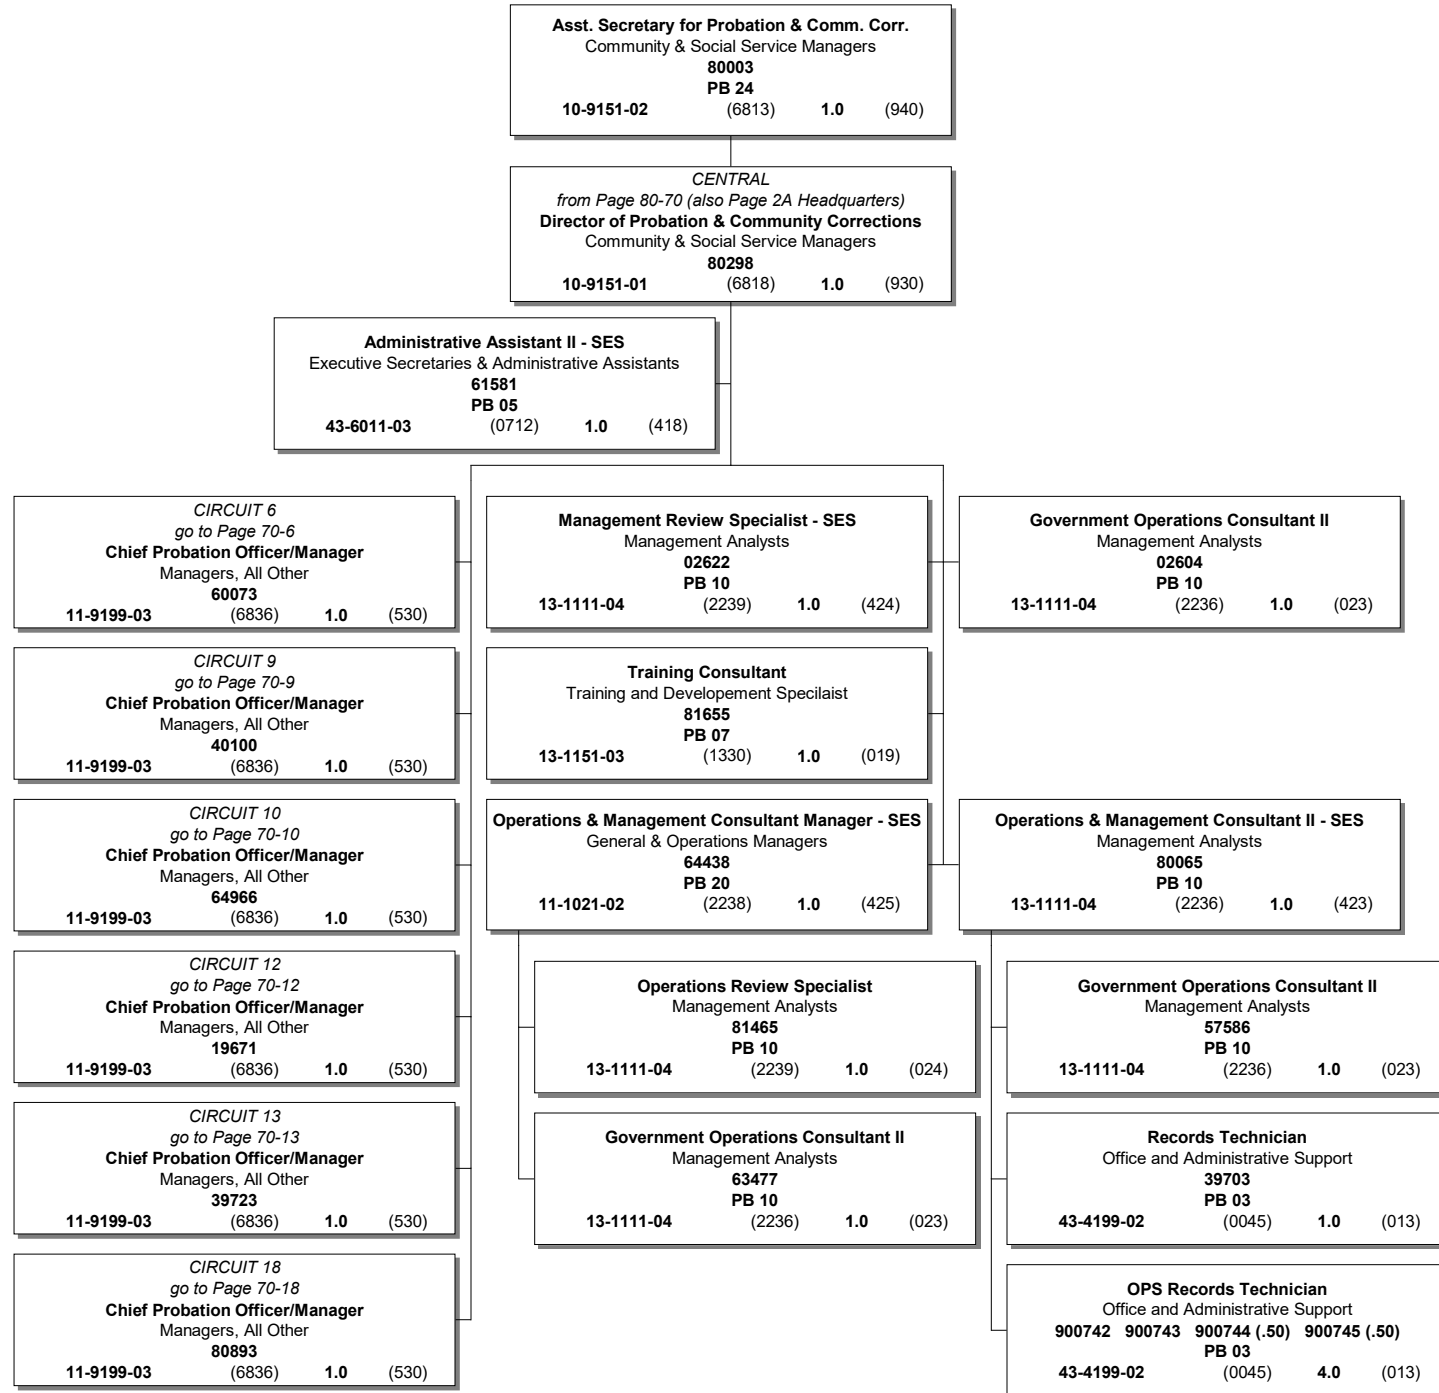 Asst. Secretary for Probation & Comm. Corr.
Community & Social Service Managers
80003
PB 24
10-9151-02 (6813) 1.0 (940)
CENTRAL
from Page 80-70 (also Page 2A Headquarters)
Director of Probation & Community Corrections
Community & Social Service Managers
80298
10-9151-01 (6818) 1.0 (930)
Administrative Assistant II - SES
Executive Secretaries & Administrative Assistants
61581
PB 05
43-6011-03 (0712) 1.0 (418)
CIRCUIT 6
go to Page 70-6
Chief Probation Officer/Manager
Managers, All Other
60073
11-9199-03 (6836) 1.0 (530)
CIRCUIT 9
go to Page 70-9
Chief Probation Officer/Manager
Managers, All Other
40100
11-9199-03 (6836) 1.0 (530)
CIRCUIT 10
go to Page 70-10
Chief Probation Officer/Manager
Managers, All Other
64966
11-9199-03 (6836) 1.0 (530)
CIRCUIT 12
go to Page 70-12
Chief Probation Officer/Manager
Managers, All Other
19671
11-9199-03 (6836) 1.0 (530)
CIRCUIT 13
go to Page 70-13
Chief Probation Officer/Manager
Managers, All Other
39723
11-9199-03 (6836) 1.0 (530)
CIRCUIT 18
go to Page 70-18
Chief Probation Officer/Manager
Managers, All Other
80893
11-9199-03 (6836) 1.0 (530)
Management Review Specialist - SES
Management Analysts
02622
PB 10
13-1111-04 (2239) 1.0 (424)
Training Consultant
Training and Developement Specilaist
81655
PB 07
13-1151-03 (1330) 1.0 (019)
Operations & Management Consultant Manager - SES
General & Operations Managers
64438
PB 20
11-1021-02 (2238) 1.0 (425)
Operations Review Specialist
Management Analysts
81465
PB 10
13-1111-04 (2239) 1.0 (024)
Government Operations Consultant II
Management Analysts
63477
PB 10
13-1111-04 (2236) 1.0 (023)
Government Operations Consultant II
Management Analysts
02604
PB 10
13-1111-04 (2236) 1.0 (023)
Operations & Management Consultant II - SES
Management Analysts
80065
PB 10
13-1111-04 (2236) 1.0 (423)
Government Operations Consultant II
Management Analysts
57586
PB 10
13-1111-04 (2236) 1.0 (023)
Records Technician
Office and Administrative Support
39703
PB 03
43-4199-02 (0045) 1.0 (013)
OPS Records Technician
Office and Administrative Support
900742 900743 900744 (.50) 900745 (.50)
PB 03
43-4199-02 (0045) 4.0 (013)